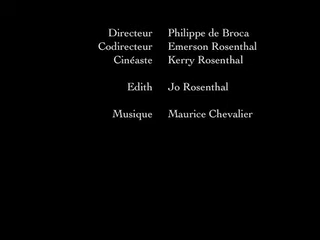 Directeur Philippe de Broca
Codirecteur Emerson Rosenthal
Cinéaste Kerry Rosenthal
Edith Jo Rosenthal
Musique Maurice Chevalier